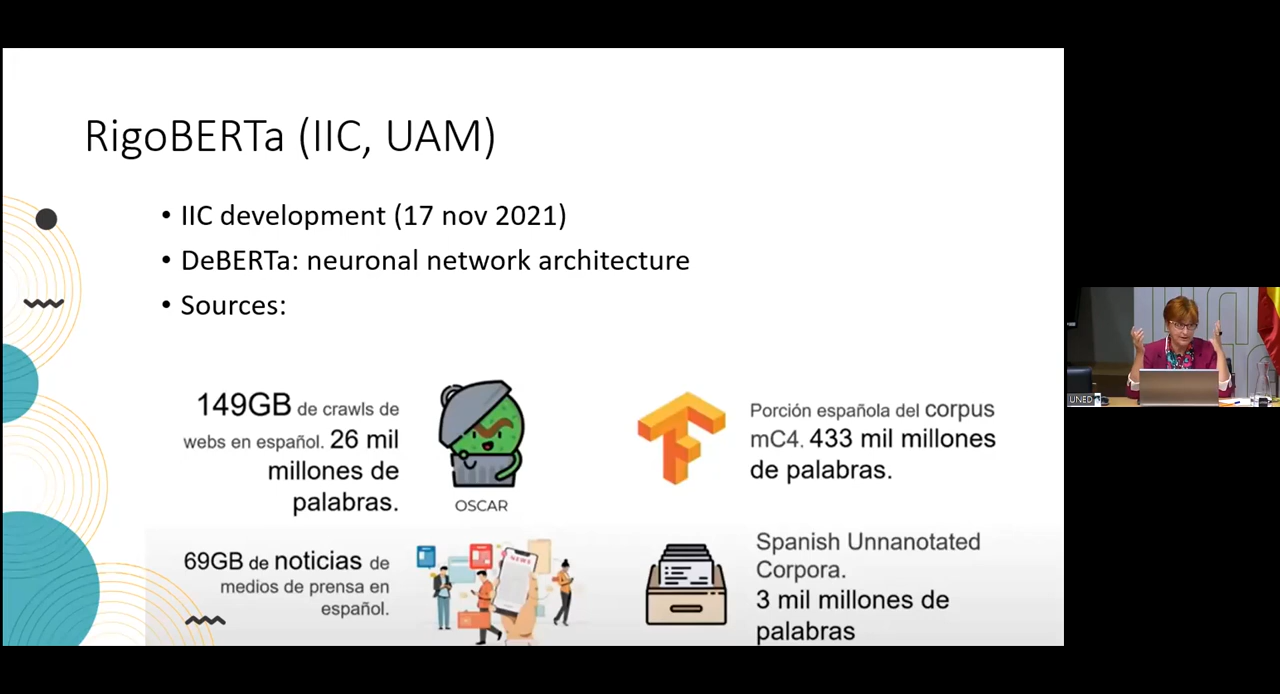 RigoBERTa (IIC, UAM)
• IIC development (17 nov 2021)
• DeBERTa: neuronal network architecture
• Sources:
149GB de crawls de
webs en español. 26 mil
millones de
palabras.
OSCAR
Porción española del corpus
mC4. 433 mil millones
de palabras.
69GB de noticias de
medios de prensa en
español.
NEWS
Spanish Unnanotated
Corpora.
3 mil millones de
palabras
UNED